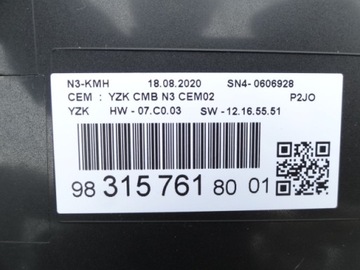 N3-KMH 18.08.2020 SN4- 0606928
CEM : YZK CMB N3 CEM02 P2JO
YZK HW - 07.C0.03 SW - 12.16.55.51
98 315 761 80 01